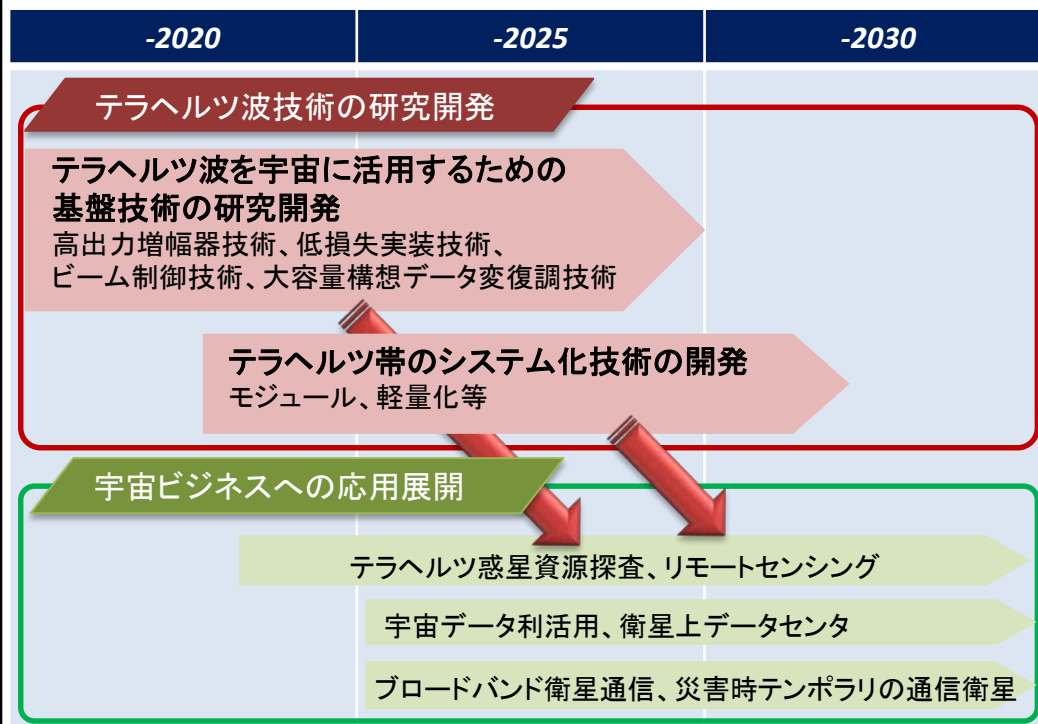 -2020
-2025
-2030
テラヘルツ波技術の研究開発
テラヘルツ波を宇宙に活用するための
基盤技術の研究開発
高出力増幅器技術、低損失実装技術、
ビーム制御技術、大容量構想データ変復調技術
テラヘルツ帯のシステム化技術の開発
モジュール、軽量化等
宇宙ビジネスへの応用展開
テラヘルツ惑星資源探査、リモートセンシング
宇宙データ利活用、衛星上データセンタ
ブロードバンド衛星通信、災害時テンポラリの通信衛星